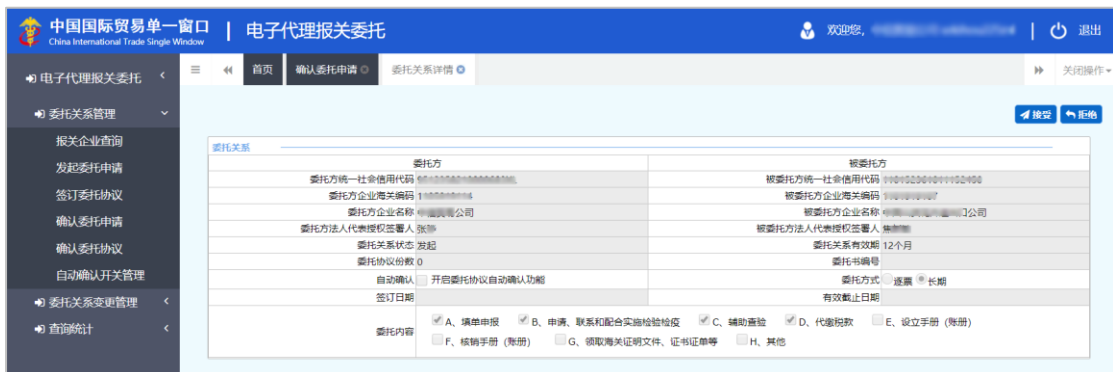 中国国际贸易单一窗口 | 电子代理报关委托
China International Trade Single Window
欢迎您,
退出
电子代理报关委托
首页 确认委托申请 委托关系详情 关闭操作
委托关系管理
接受 拒绝
报关企业查询
发起委托申请
签订委托协议
确认委托申请
确认委托协议
自动确认开关管理
委托关系变更管理
查询统计
委托关系
委托方 被委托方
委托方统一社会信用代码 被委托方统一社会信用代码
委托方企业海关编码 被委托方企业海关编码
委托方企业名称 公司 被委托方企业名称 公司
委托方法人代表授权签署人 张 被委托方法人代表授权签署人
委托关系状态 发起 委托关系有效期 12个月
委托协议份数 0 委托书编号
自动确认 开启委托协议自动确认功能 委托方式 逐票 长期
签订日期 有效截止日期
委托内容
A、填单申报 B、申请、联系和配合实施检验检疫 C、辅助查验 D、代缴税款 E、设立手册(账册)
F、核销手册(账册) G、领取海关证明文件、证书证单等 H、其他